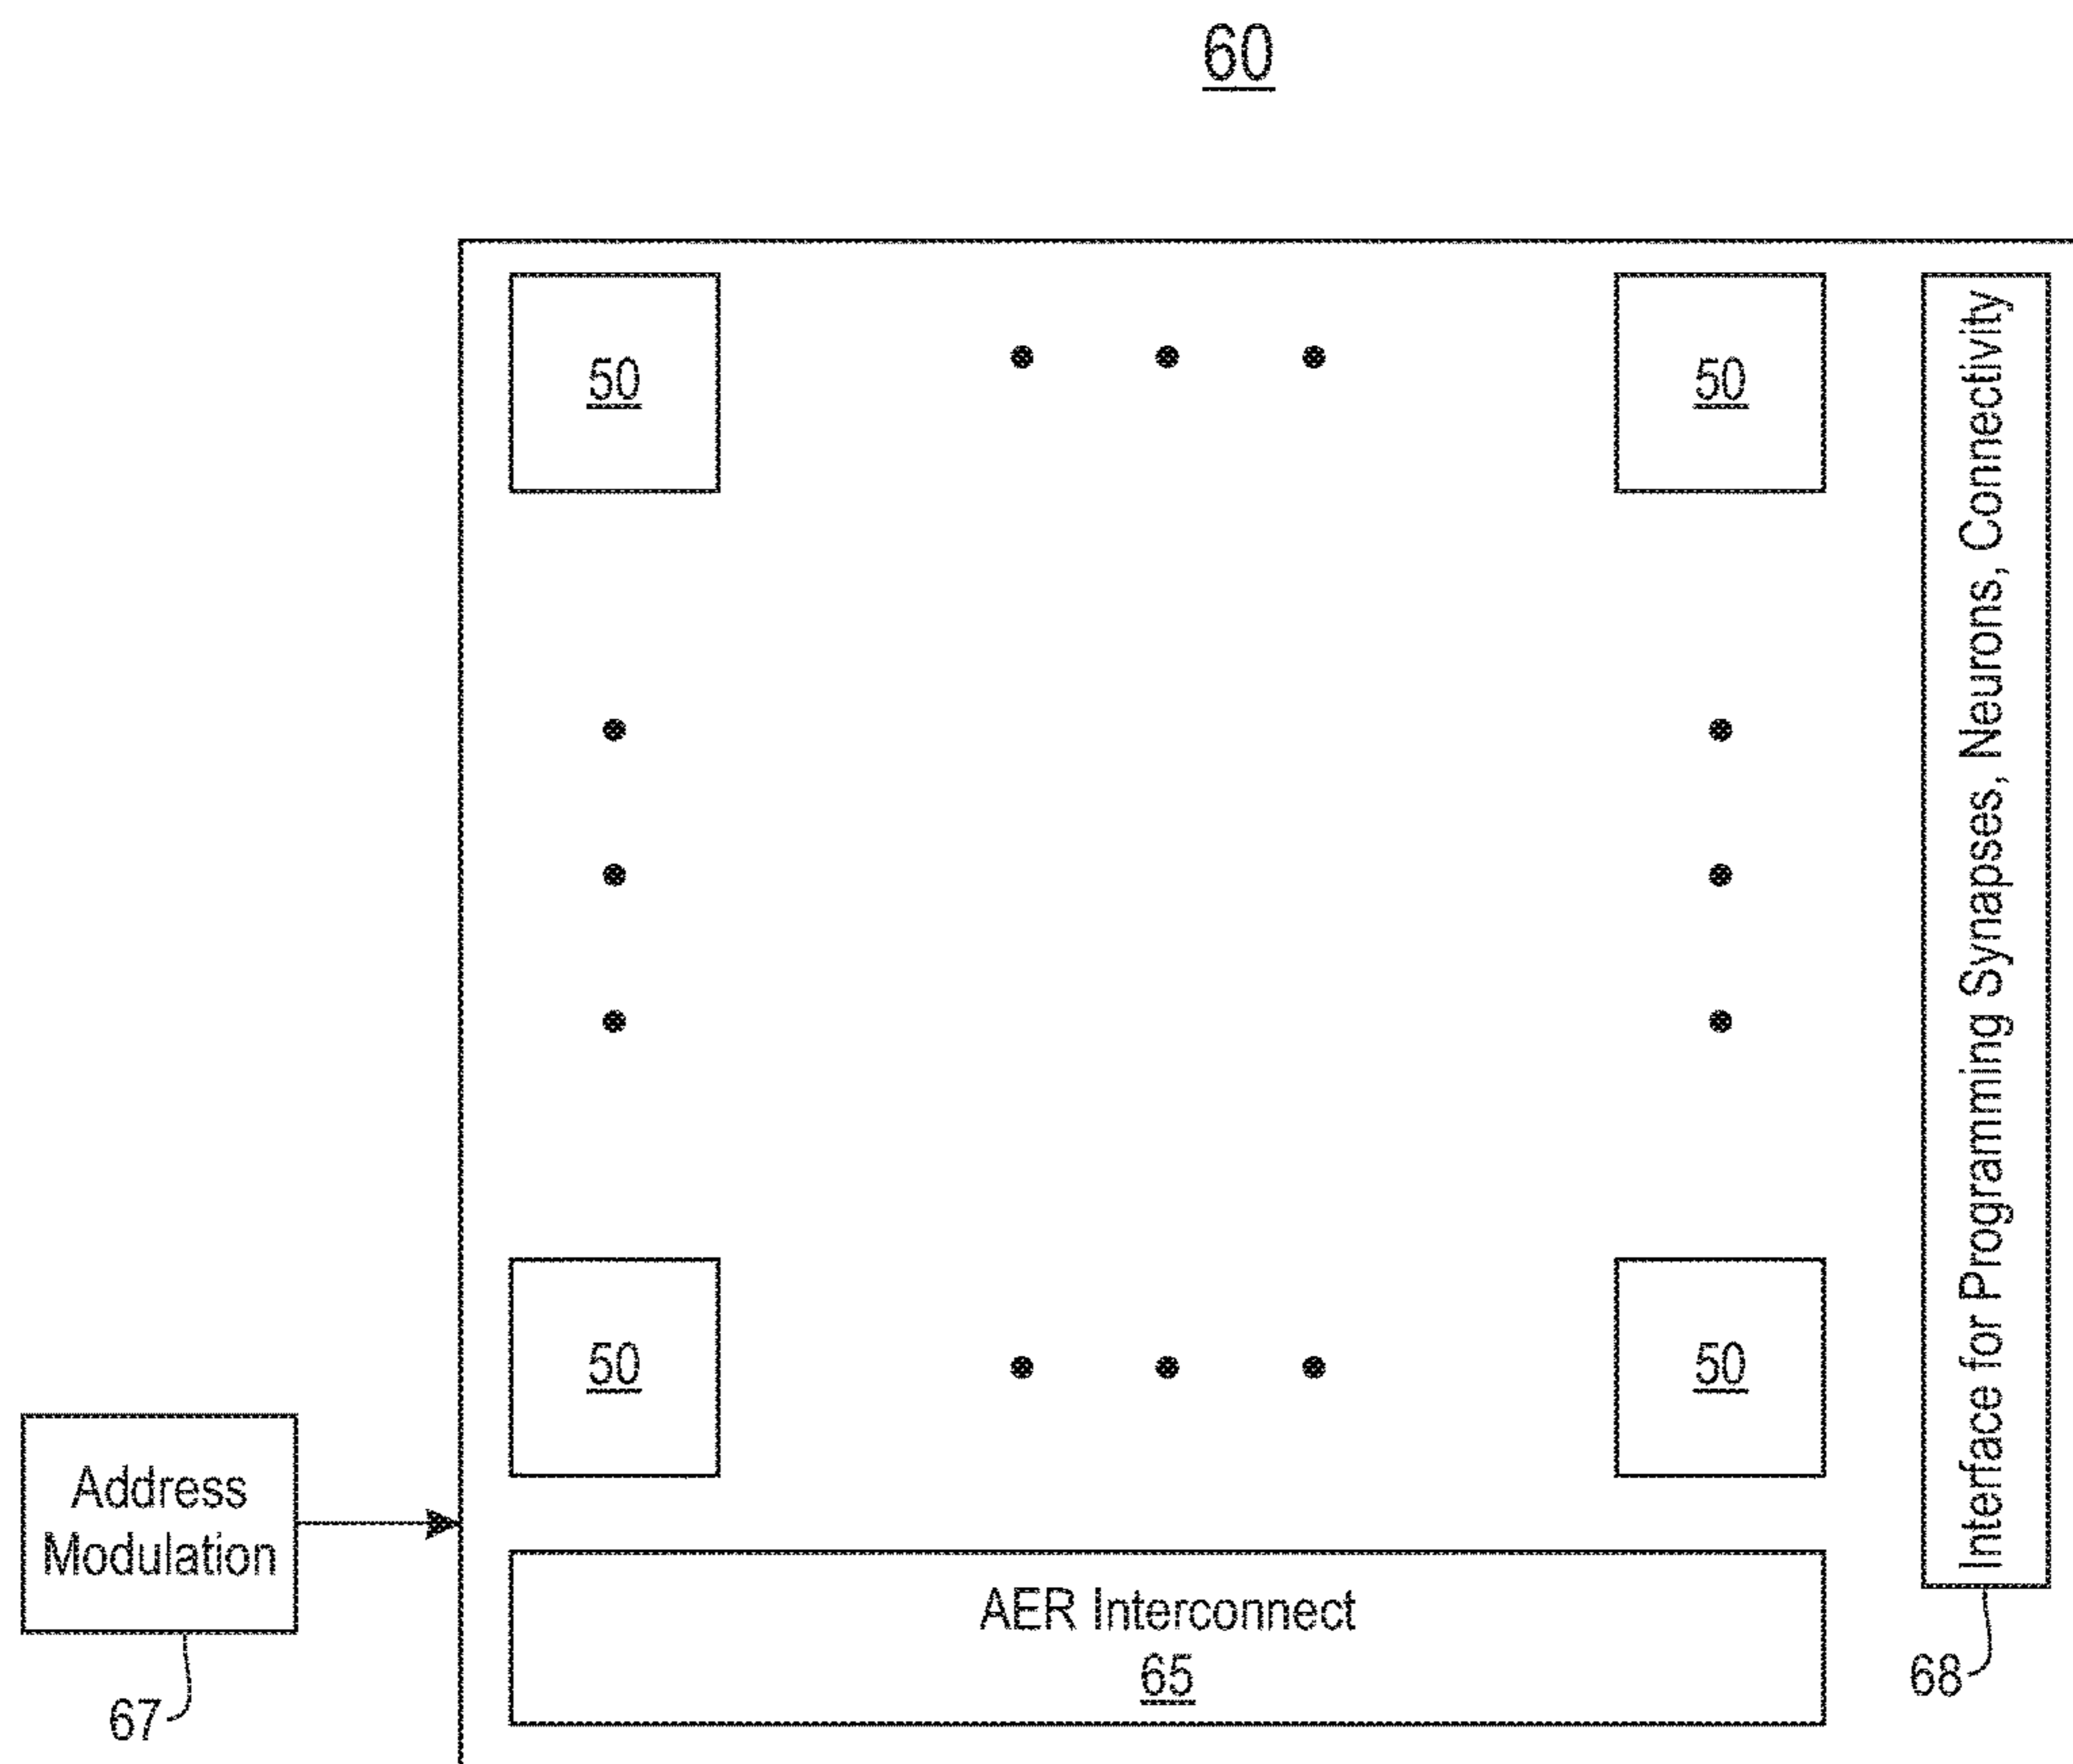 60
50
50
Interface for Programming Synapses, Neurons, Connectivity
50
50
Address
Modulation
AER Interconnect
65
67
68